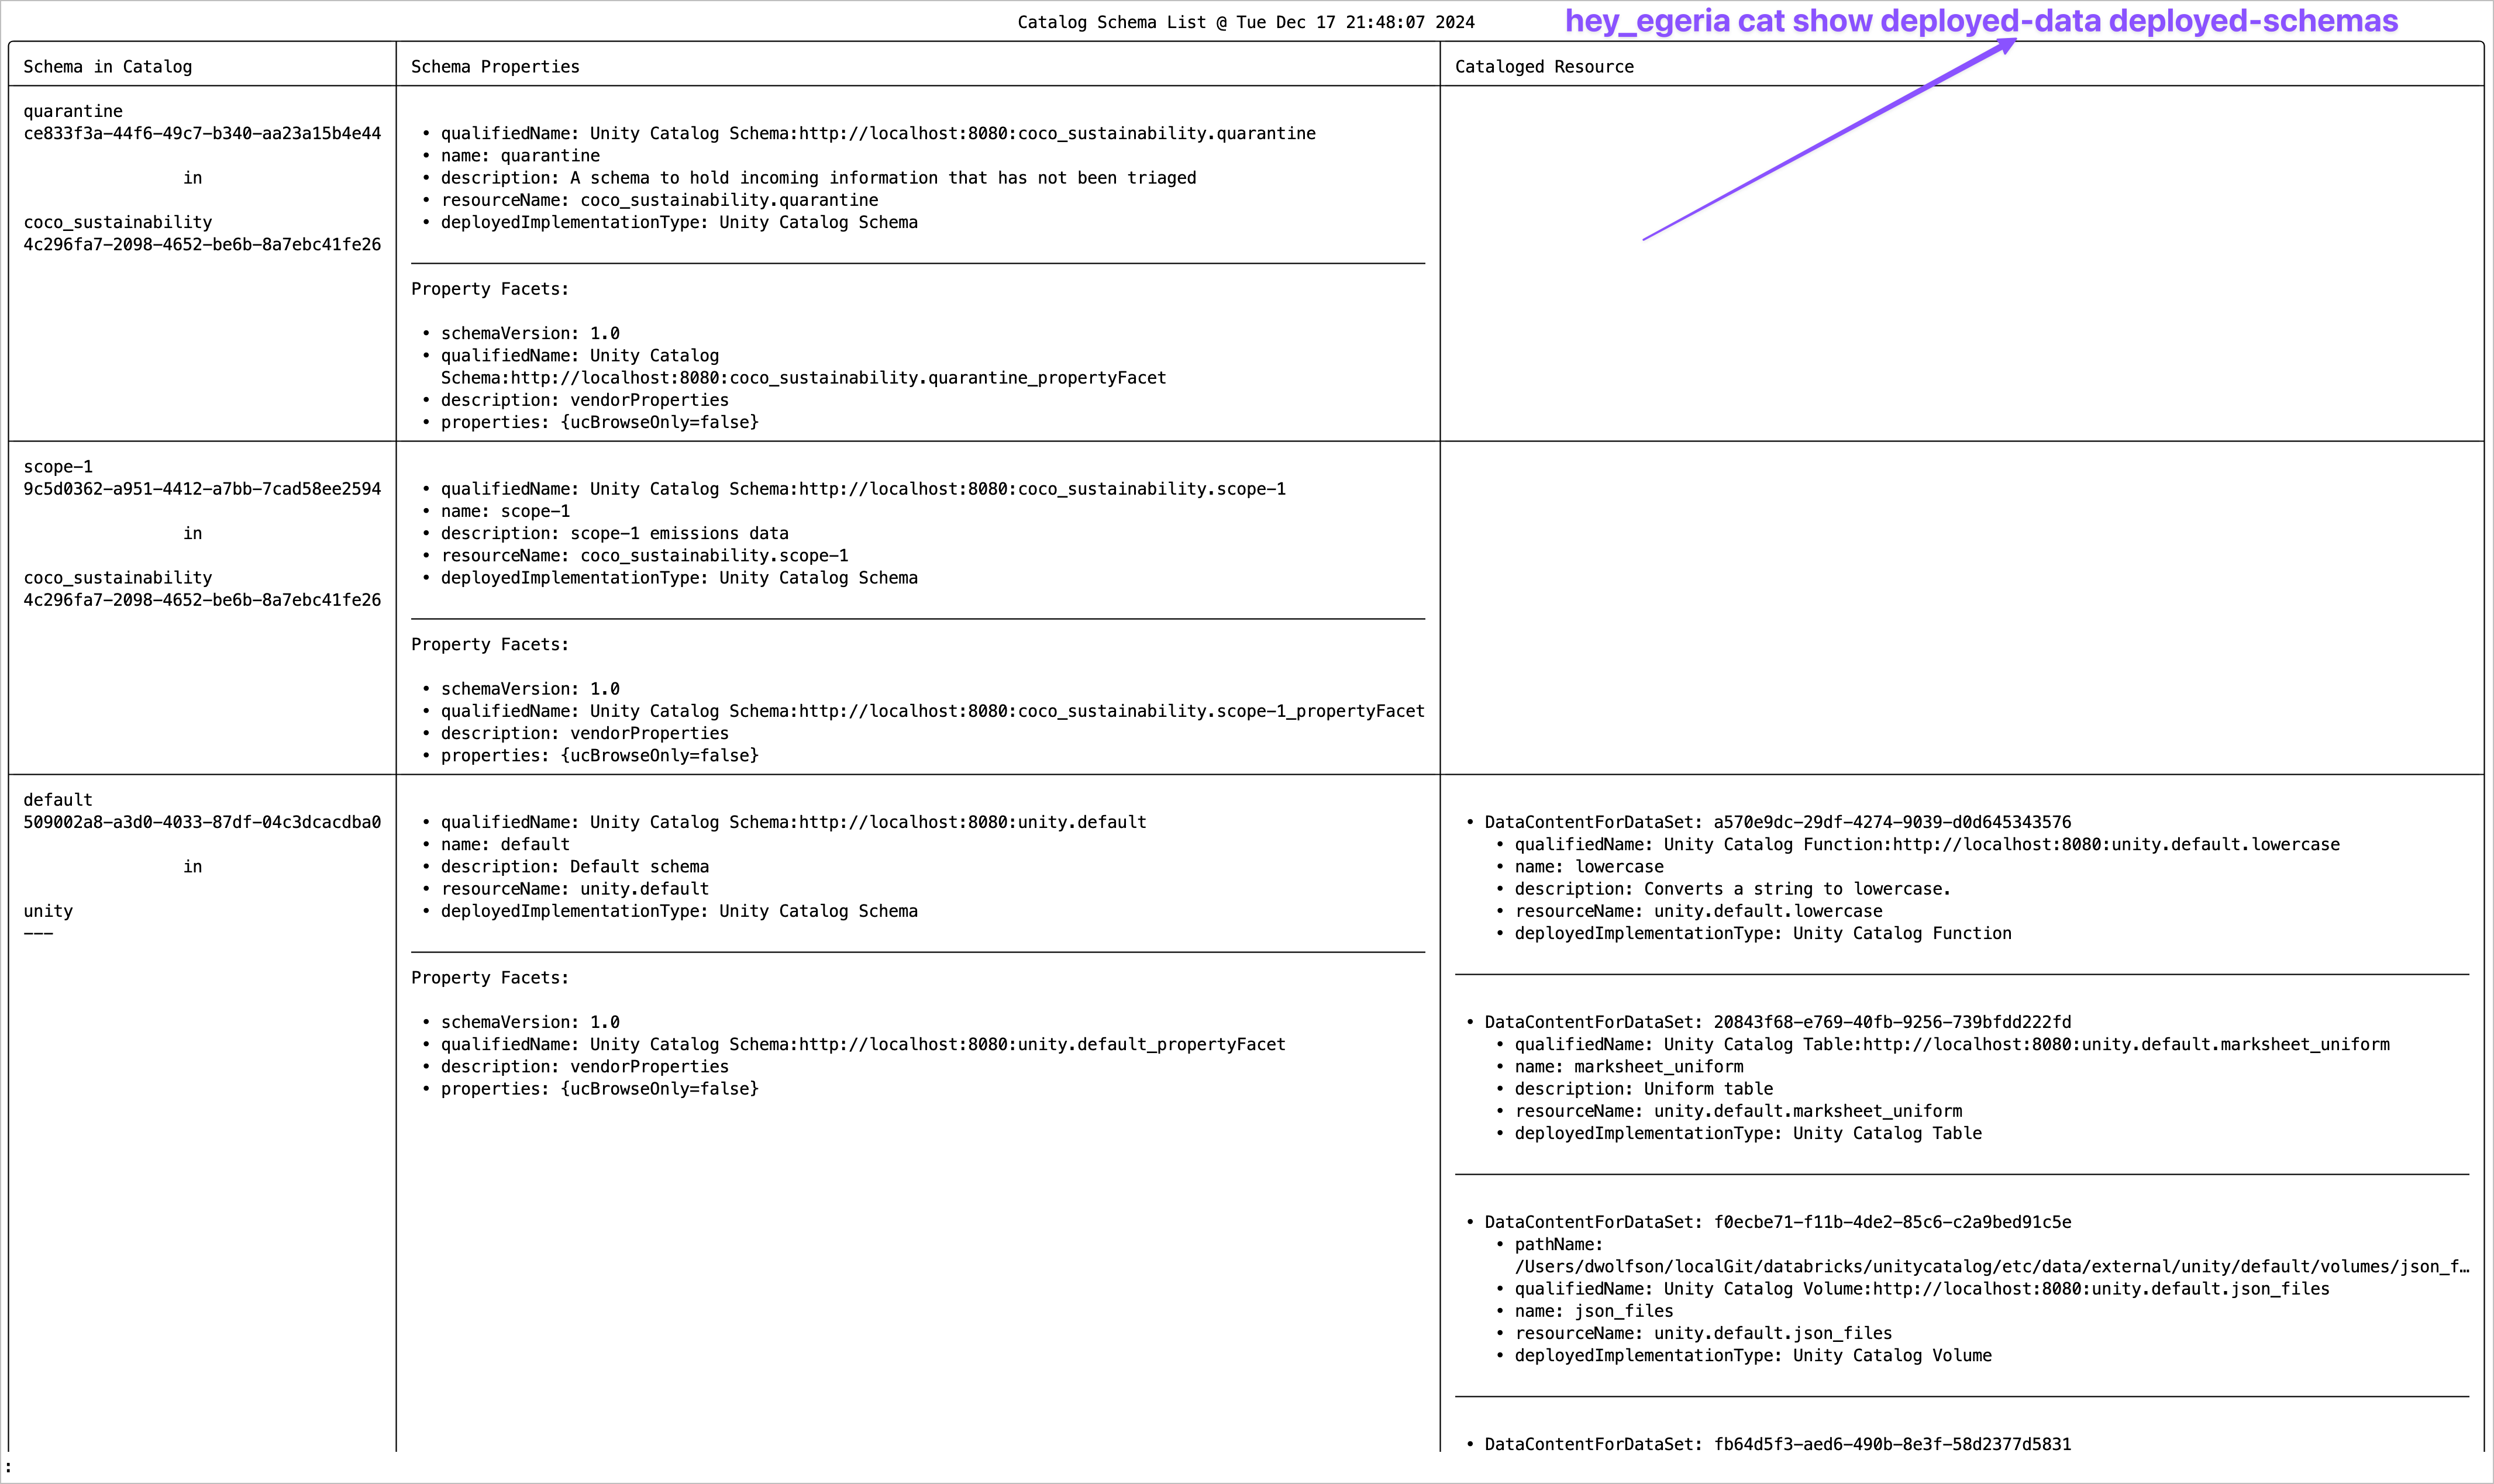 Catalog Schema List @ Tue Dec 17 21:48:07 2024
hey_egeria cat show deployed-data deployed-schemas
Schema in Catalog
Schema Properties
Cataloged Resource
quarantine
ce833f3a-44f6-49c7-b340-aa23a15b4e44
in
coco_sustainability
4c296fa7-2098-4652-be6b-8a7ebc41fe26
• qualifiedName: Unity Catalog Schema:http://localhost:8080:coco_sustainability.quarantine
• name: quarantine
• description: A schema to hold incoming information that has not been triaged
• resourceName: coco_sustainability.quarantine
• deployedImplementationType: Unity Catalog Schema
Property Facets:
• schemaVersion: 1.0
• qualifiedName: Unity Catalog
Schema:http://localhost:8080:coco_sustainability.quarantine_propertyFacet
• description: vendorProperties
• properties: {ucBrowseOnly=false}
scope-1
9c5d0362-a951-4412-a7bb-7cad58ee2594
in
coco_sustainability
4c296fa7-2098-4652-be6b-8a7ebc41fe26
• qualifiedName: Unity Catalog Schema:http://localhost:8080:coco_sustainability.scope-1
• name: scope-1
• description: scope-1 emissions data
• resourceName: coco_sustainability.scope-1
• deployedImplementationType: Unity Catalog Schema
Property Facets:
• schemaVersion: 1.0
• qualifiedName: Unity Catalog Schema:http://localhost:8080:coco_sustainability.scope-1_propertyFacet
• description: vendorProperties
• properties: {ucBrowseOnly=false}
default
509002a8-a3d0-4033-87df-04c3dcacdba0
in
unity
---
• qualifiedName: Unity Catalog Schema:http://localhost:8080:unity.default
• name: default
• description: Default schema
• resourceName: unity.default
• deployedImplementationType: Unity Catalog Schema
Property Facets:
• schemaVersion: 1.0
• qualifiedName: Unity Catalog Schema:http://localhost:8080:unity.default_propertyFacet
• description: vendorProperties
• properties: {ucBrowseOnly=false}
• DataContentForDataSet: a570e9dc-29df-4274-9039-d0d645343576
• qualifiedName: Unity Catalog Function:http://localhost:8080:unity.default.lowercase
• name: lowercase
• description: Converts a string to lowercase.
• resourceName: unity.default.lowercase
• deployedImplementationType: Unity Catalog Function
• DataContentForDataSet: 20843f68-e769-40fb-9256-739bfdd222fd
• qualifiedName: Unity Catalog Table:http://localhost:8080:unity.default.marksheet_uniform
• name: marksheet_uniform
• description: Uniform table
• resourceName: unity.default.marksheet_uniform
• deployedImplementationType: Unity Catalog Table
• DataContentForDataSet: f0ecbe71-f11b-4de2-85c6-c2a9bed91c5e
• pathName:
/Users/dwolfson/localGit/databricks/unitycatalog/etc/data/external/unity/default/volumes/json_f…
• qualifiedName: Unity Catalog Volume:http://localhost:8080:unity.default.json_files
• name: json_files
• resourceName: unity.default.json_files
• deployedImplementationType: Unity Catalog Volume
• DataContentForDataSet: fb64d5f3-aed6-490b-8e3f-58d2377d5831
: